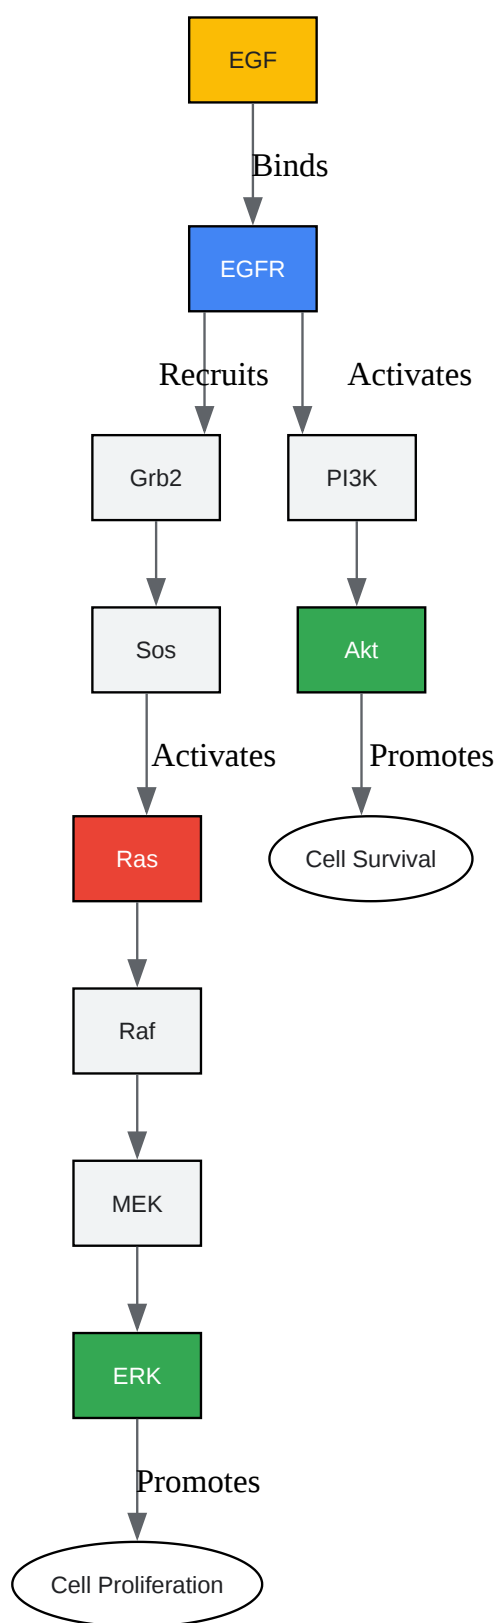 EGF
Binds
EGFR
Recruits
Activates
Grb2
PI3K
Sos
Akt
Activates
Promotes
Ras
Cell Survival
Raf
MEK
ERK
Promotes
Cell Proliferation